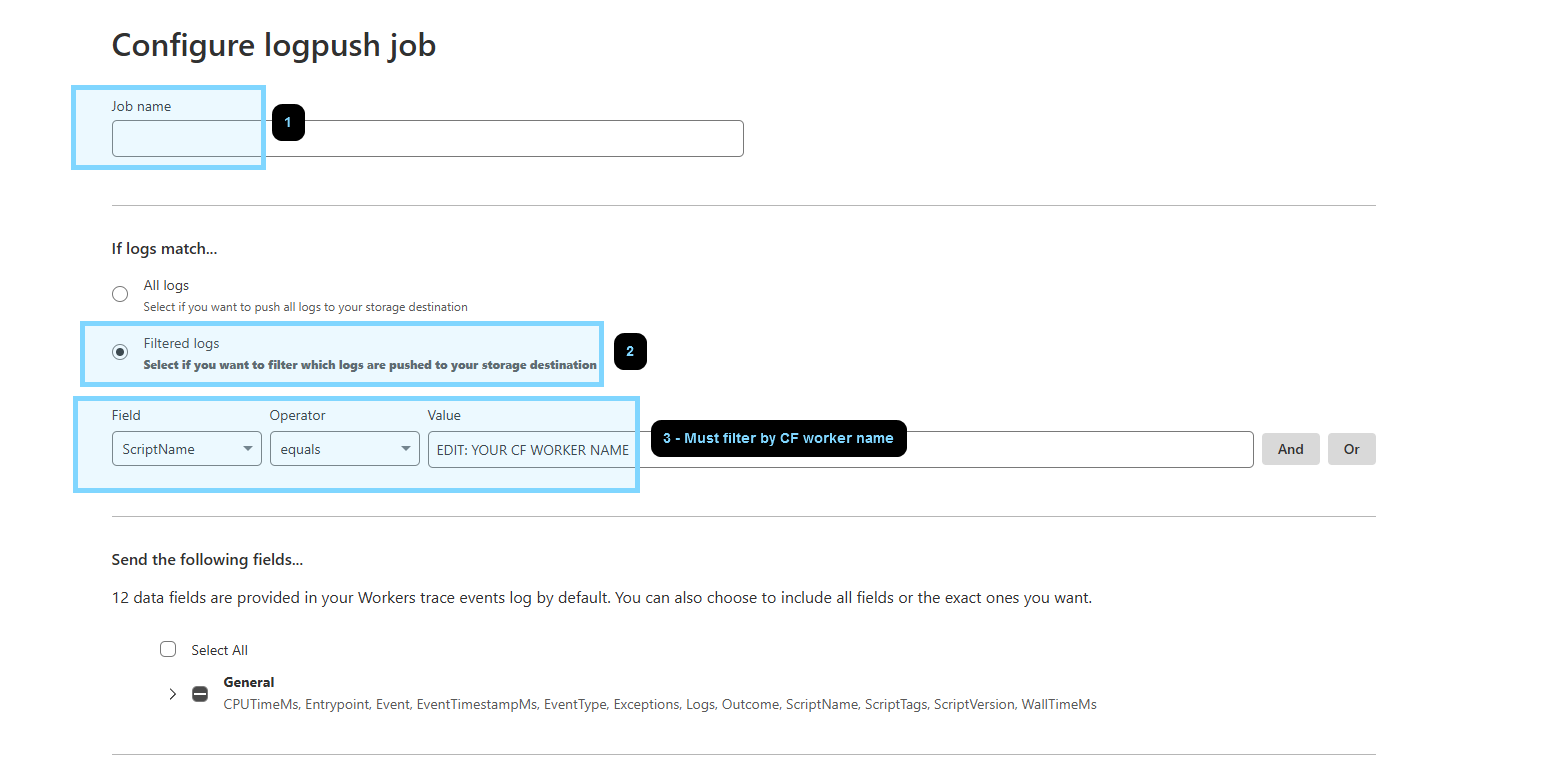 Configure logpush job
Job name
1
If logs match...
All logs
Select if you want to push all logs to your storage destination
Filtered logs
Select if you want to filter which logs are pushed to your storage destination
2
Field Operator Value
ScriptName equals EDIT: YOUR CF WORKER NAME 3 - Must filter by CF worker name And Or
Send the following fields...
12 data fields are provided in your Workers trace events log by default. You can also choose to include all fields or the exact ones you want.
Select All
General
CPUTimeMs, Entrypoint, Event, EventTimestampMs, EventType, Exceptions, Logs, Outcome, ScriptName, ScriptTags, ScriptVersion, WallTimeMs